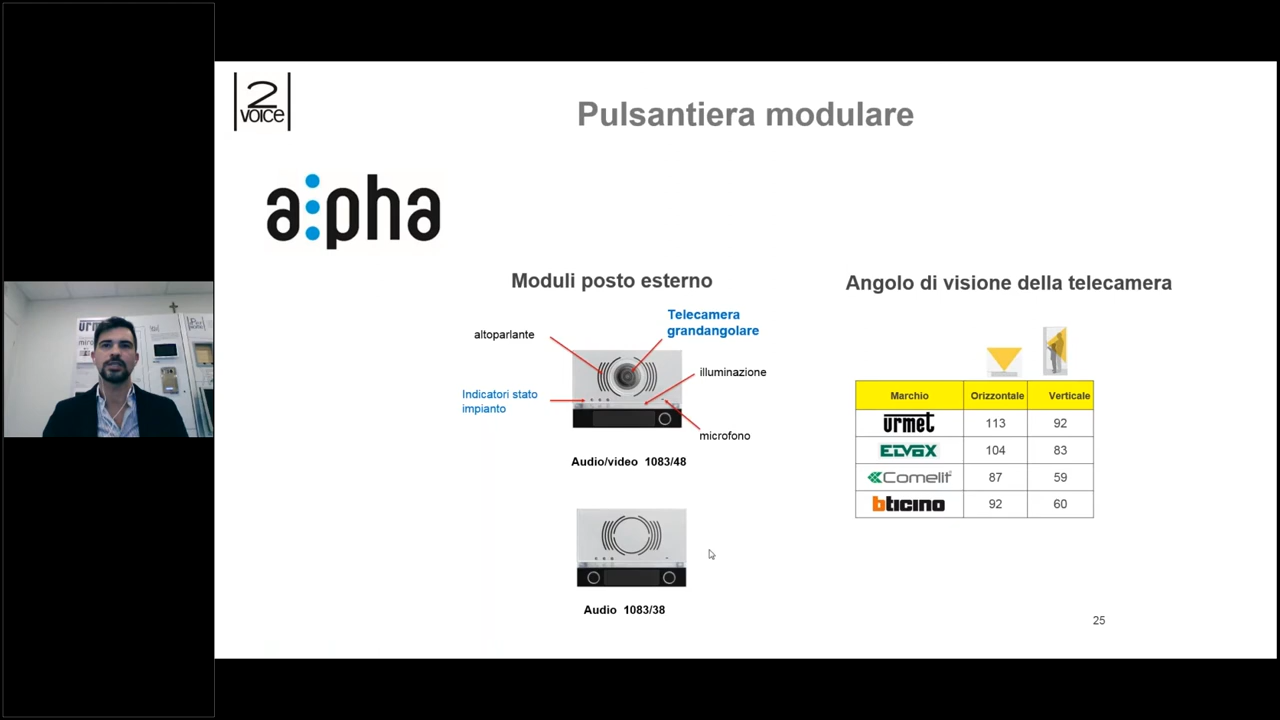 2
VOICE
Pulsantiera modulare
alpha
Moduli posto esterno
Angolo di visione della telecamera
Telecamera
grandangolare
altoparlante
illuminazione
Indicatori stato
impianto
microfono
Audio/video 1083/48
Marchio Orizzontale Verticale
urmet 113 92
ELVOX 104 83
Comelit 87 59
bticino 92 60
Audio 1083/38
25
urmet